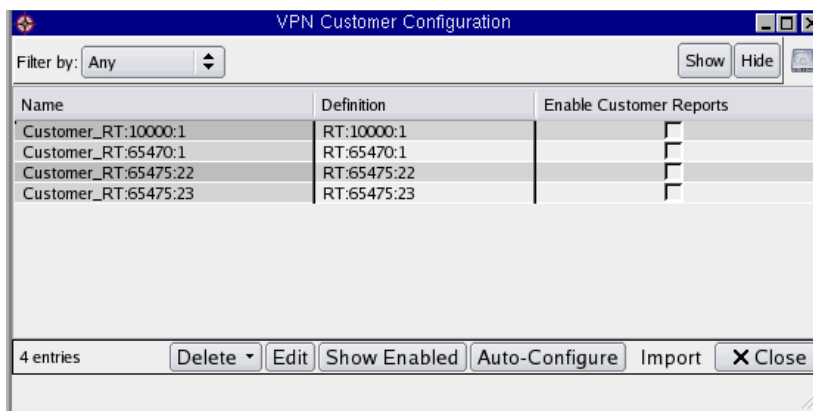 VPN Customer Configuration
Filter by: Any Show Hide
Name Definition Enable Customer Reports
Customer_RT:10000:1 RT:10000:1
Customer_RT:65470:1 RT:65470:1
Customer_RT:65475:22 RT:65475:22
Customer_RT:65475:23 RT:65475:23
4 entries Delete Edit Show Enabled Auto-Configure Import Close